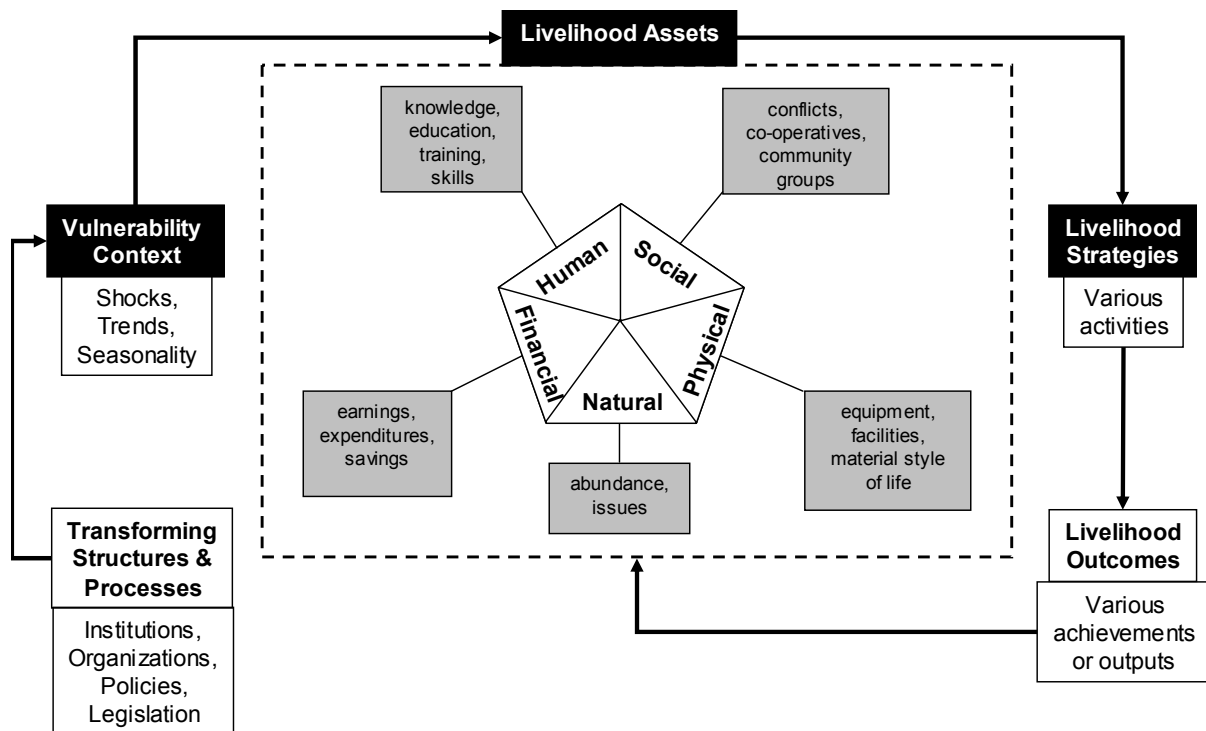 Livelihood Assets
knowledge,
education,
training,
skills
conflicts,
co-operatives,
community
groups
Vulnerability
Context
Shocks,
Trends,
Seasonality
Human
Social
Financial
Physical
Natural
Livelihood
Strategies
Various
activities
earnings,
expenditures,
savings
abundance,
issues
equipment,
facilities,
material style
of life
Transforming
Structures &
Processes
Institutions,
Organizations,
Policies,
Legislation
Livelihood
Outcomes
Various
achievements
or outputs